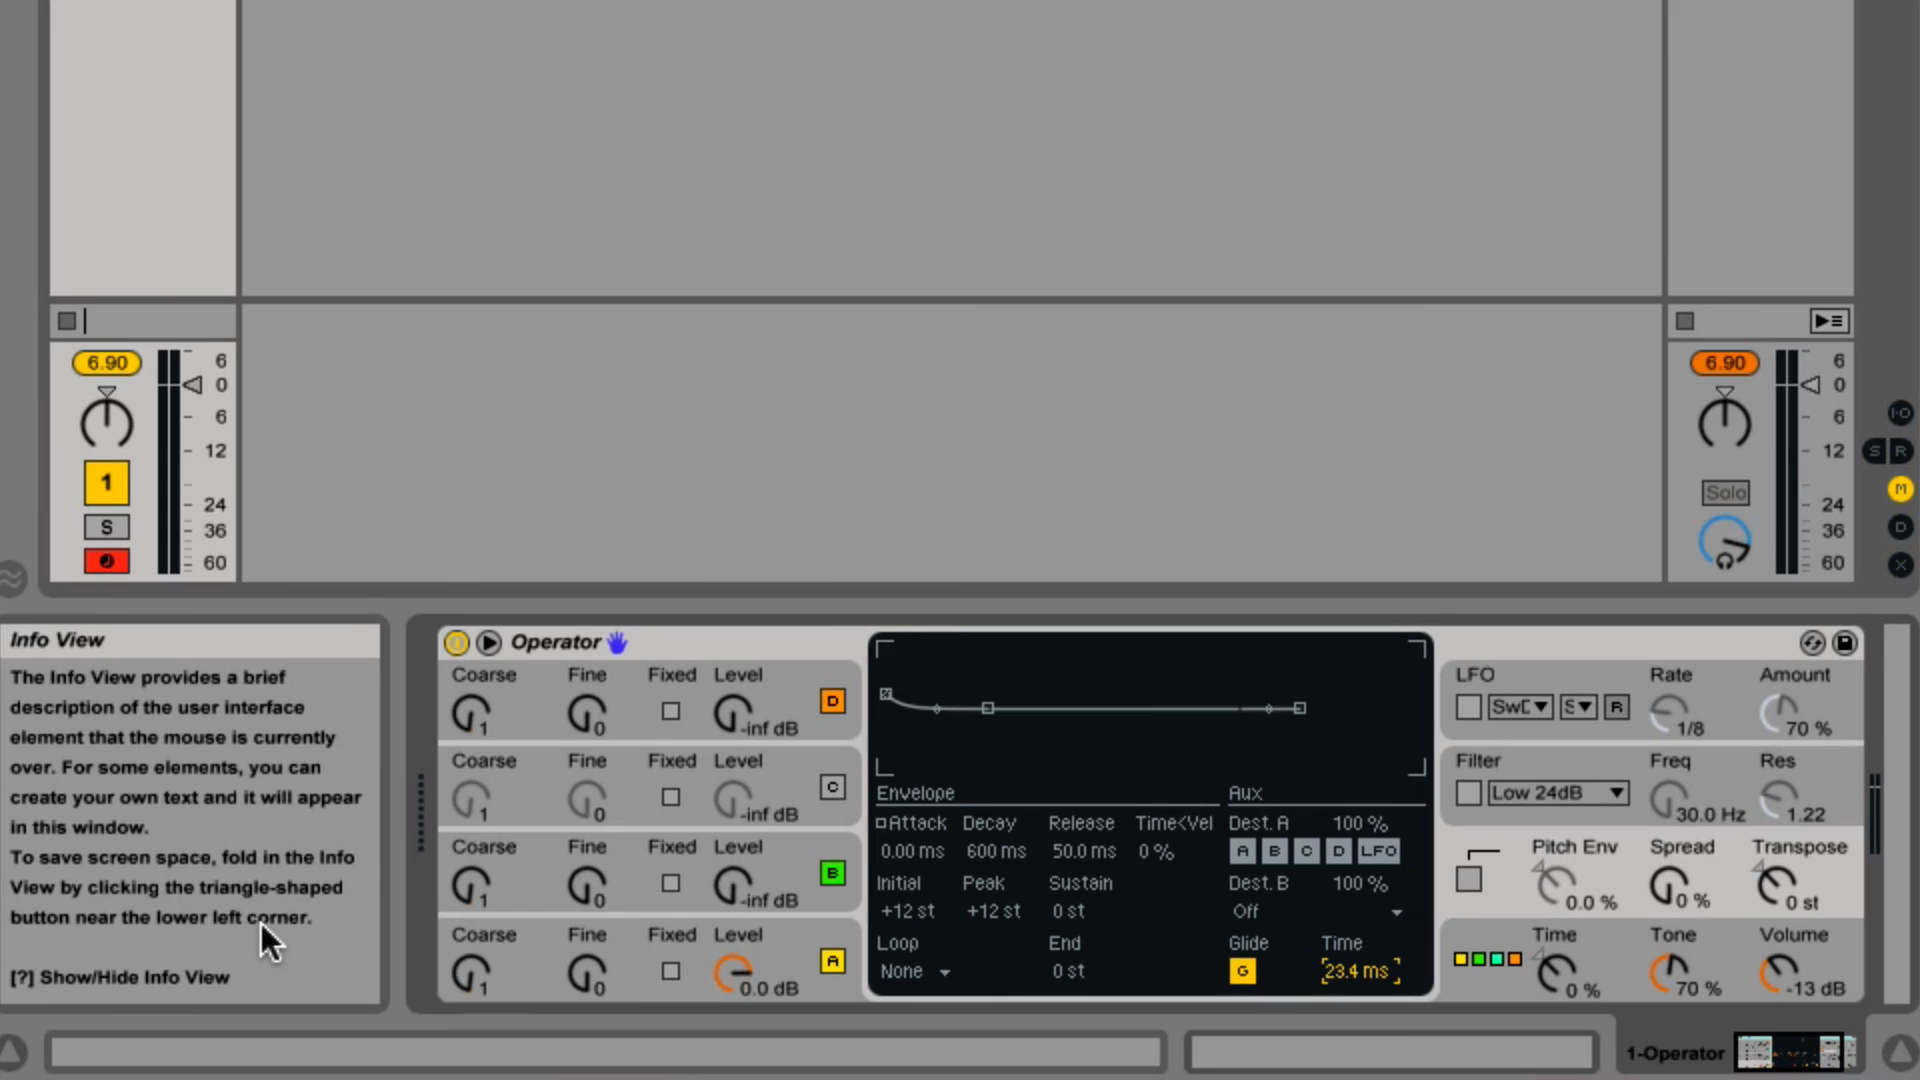 6.90
6
0
6
12
24
36
60
1
S
6.90
6
0
6
12
24
36
60
Solo
I·O
S R
M
D
X
Info View
The Info View provides a brief
description of the user interface
element that the mouse is currently
over. For some elements, you can
create your own text and it will appear
in this window.
To save screen space, fold in the Info
View by clicking the triangle-shaped
button near the lower left corner.
[?] Show/Hide Info View
Operator
Coarse Fine Fixed Level
1 0 -inf dB D
Coarse Fine Fixed Level
1 0 -inf dB C
Coarse Fine Fixed Level
1 0 -inf dB B
Coarse Fine Fixed Level
1 0 0.0 dB A
Envelope Aux
Attack Decay Release Time<Vel Dest. A 100 %
0.00 ms 600 ms 50.0 ms 0 % A B C D LFO
Initial Peak Sustain Dest. B 100 %
+12 st +12 st 0 st Off
Loop End Glide Time
None 0 st G 23.4 ms
LFO Rate Amount
SwD S R 1/8 70 %
Filter Freq Res
Low 24dB 30.0 Hz 1.22
Pitch Env Spread Transpose
0.0 % 0 % 0 st
Time Tone Volume
0 % 70 % -13 dB
1-Operator